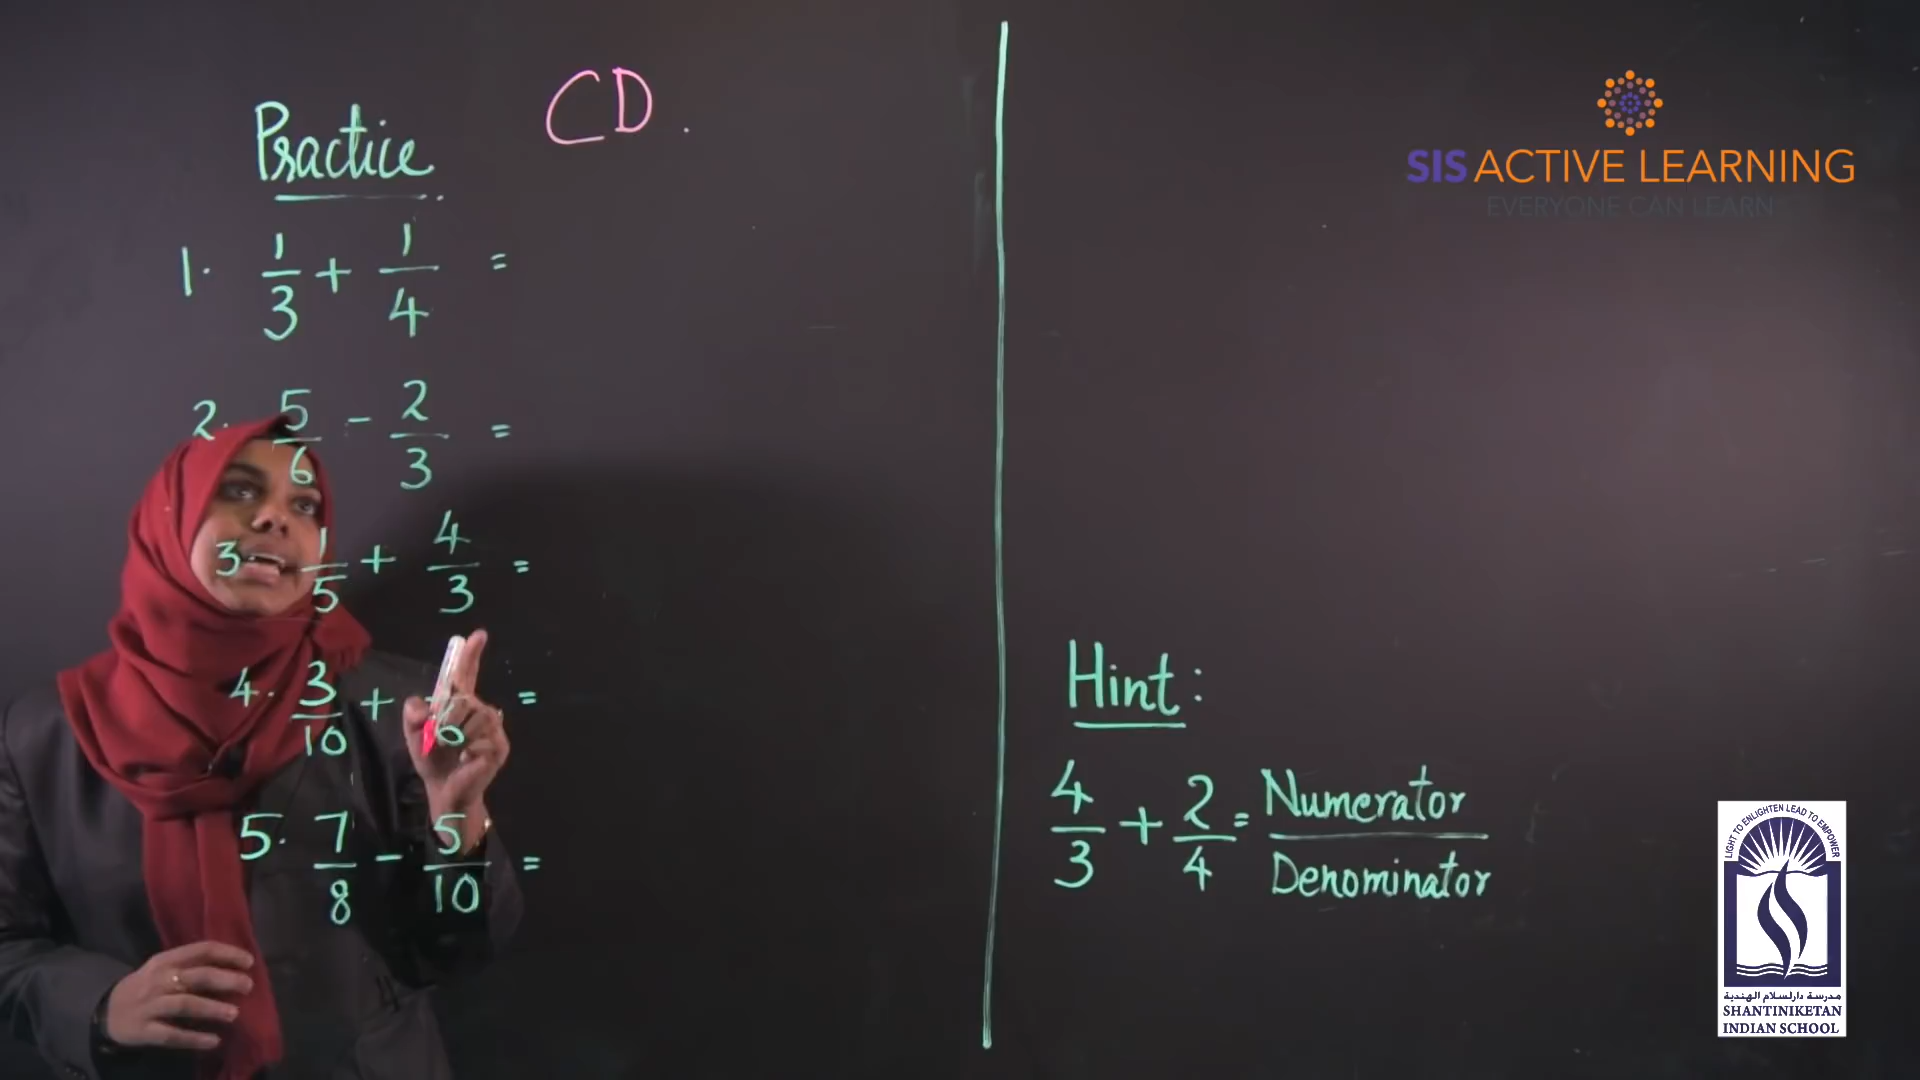 CD.
Practice.
1. 1/3 + 1/4 =
2. 5/6 - 2/3 =
3. 1/5 + 4/3 =
4. 3/10 + /6 =
5. 7/8 - 5/10 =
Hint:
4/3 + 2/4 = Numerator/Denominator
SIS ACTIVE LEARNING
EVERYONE CAN LEARN
LIGHT TO ENLIGHTEN LEAD TO EMPOWER
مدرسة دارلسلام الهندية
SHANTINIKETAN
INDIAN SCHOOL